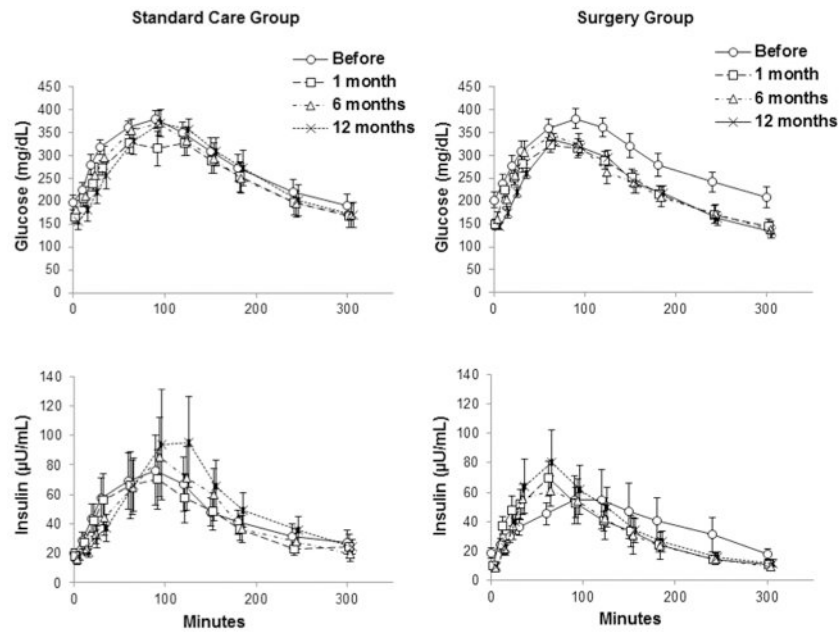 Standard Care Group
Before
1 month
6 months
12 months
Glucose (mg/dL)
450
400
350
300
250
200
150
100
50
0
0 100 200 300
Surgery Group
Before
1 month
6 months
12 months
Glucose (mg/dL)
450
400
350
300
250
200
150
100
50
0
0 100 200 300
Insulin (µU/mL)
140
120
100
80
60
40
20
0
0 100 200 300
Minutes
Insulin (µU/mL)
140
120
100
80
60
40
20
0
0 100 200 300
Minutes